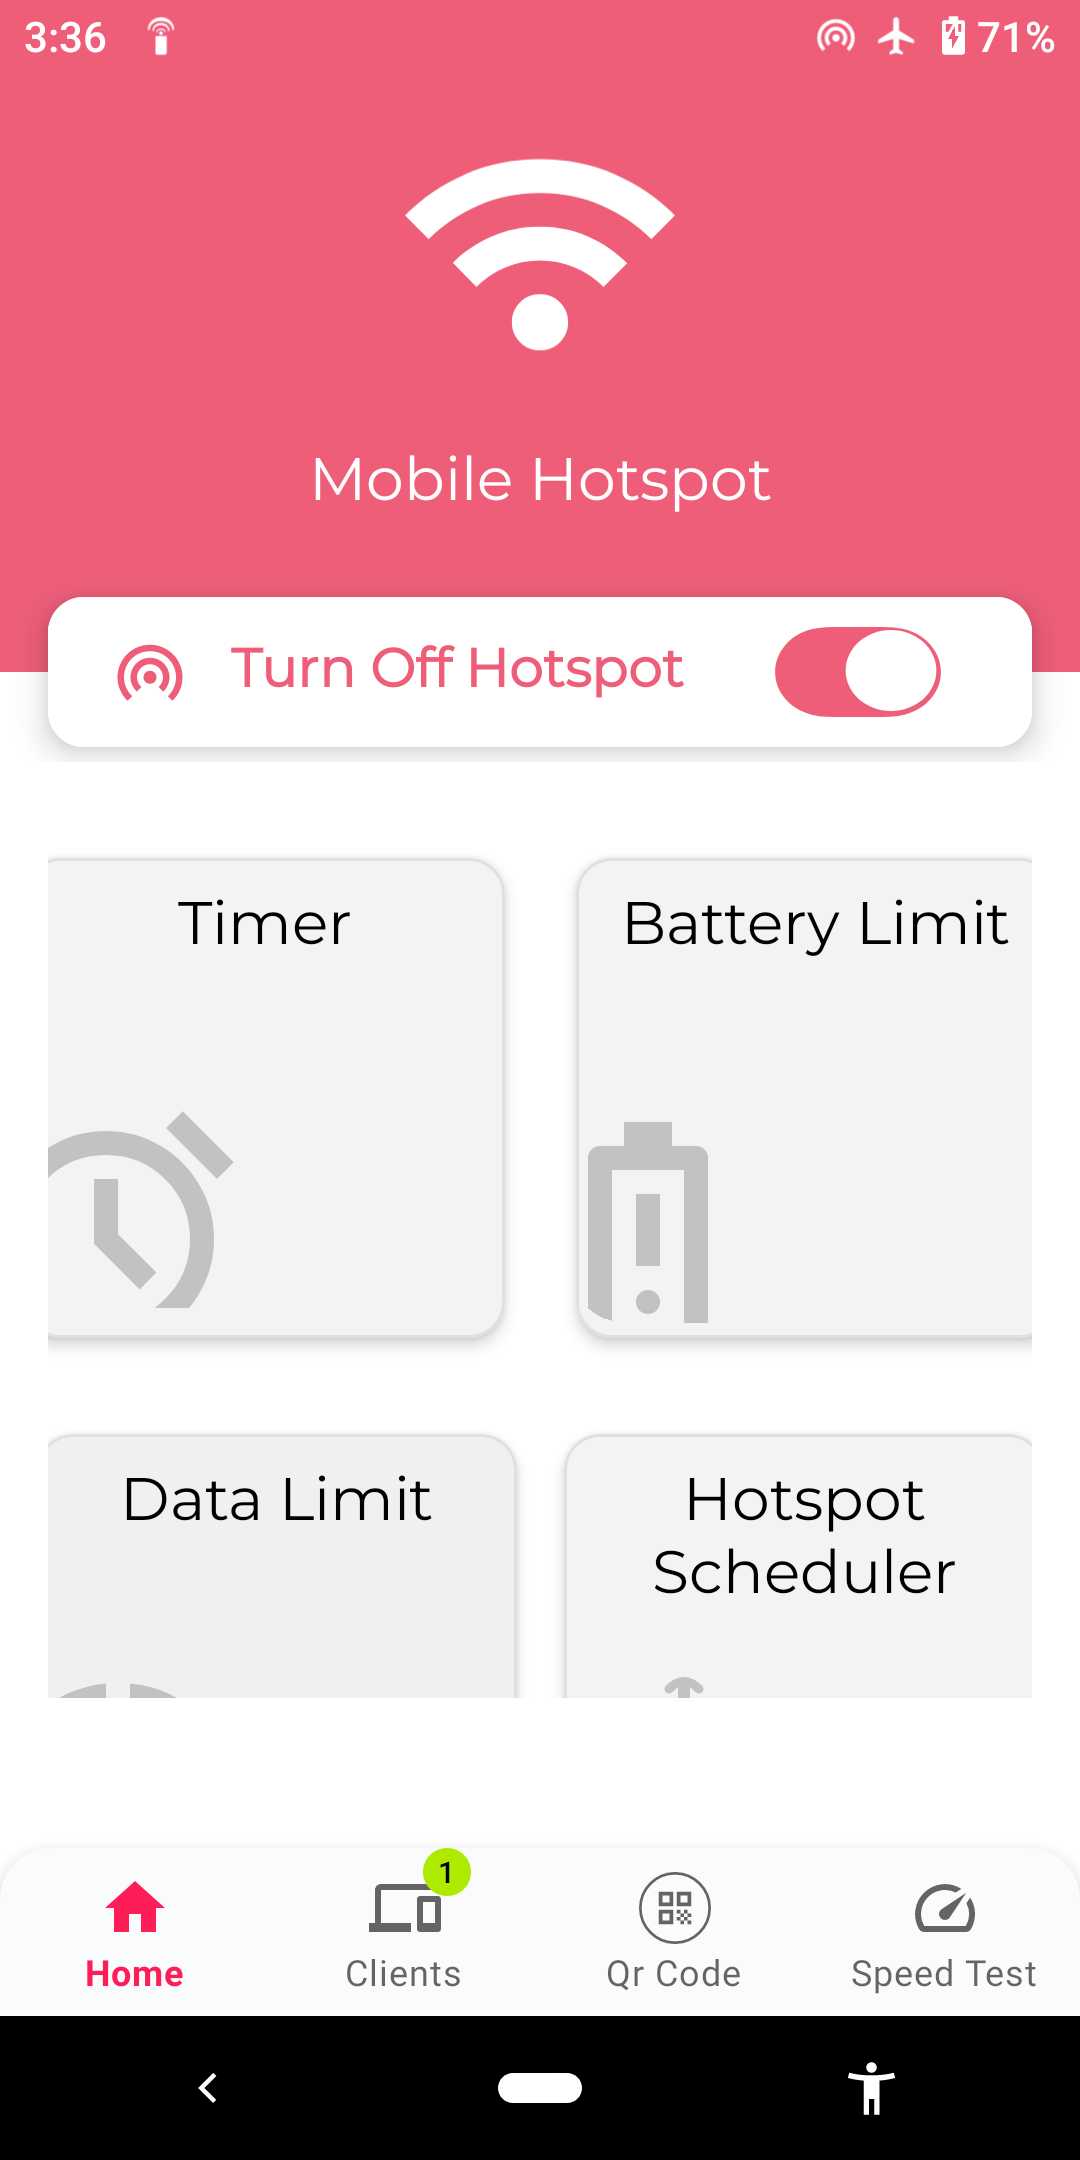 3:36
71%
Mobile Hotspot
Turn Off Hotspot
Timer
Battery Limit
Data Limit
Hotspot
Scheduler
1
Home
Clients
Qr Code
Speed Test